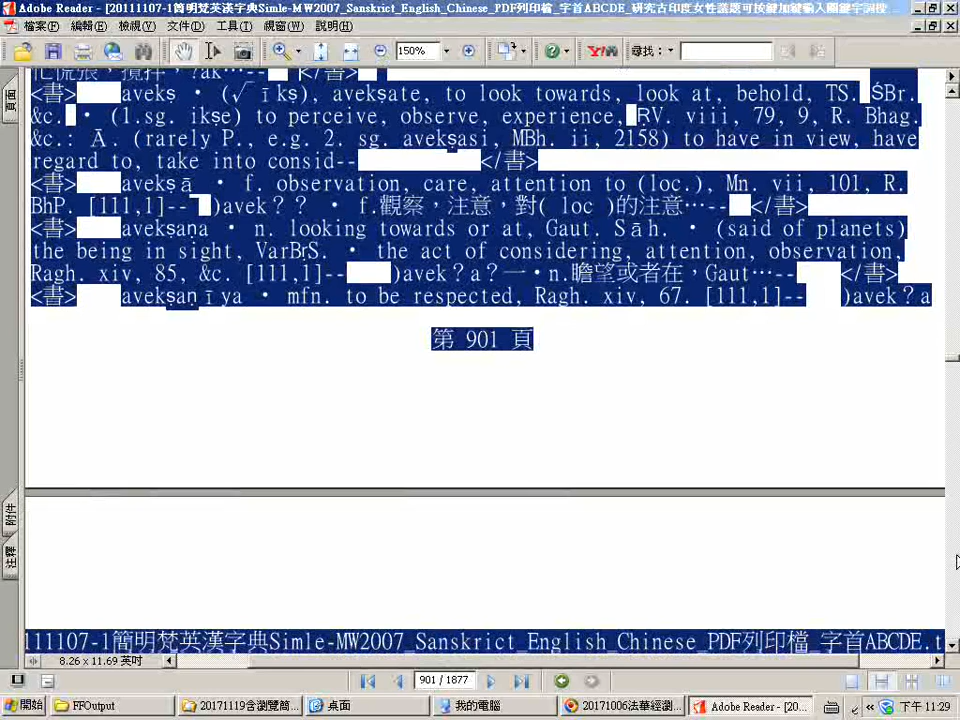 Adobe Reader - [20111107-1簡明梵英漢字典Simle-MW2007_Sanskrict_English_Chinese_PDF列印檔_字首ABCDE_研究古印度女性議題可按鍵加鍵輸入關鍵字詞搜
檔案(F) 編輯(E) 檢視(V) 文件(D) 工具(T) 視窗(W) 說明(H)
150% 尋找:
頁面
忙慌張，攪拌，?ak…-- </書>
<書> avekṣ • (√ īkṣ), avekṣate, to look towards, look at, behold, TS. ŚBr.
&c. • (1.sg. ikṣe) to perceive, observe, experience, ṚV. viii, 79, 9, R. Bhag.
&c.: Ā. (rarely P., e.g. 2. sg. avekṣasi, MBh. ii, 2158) to have in view, have
regard to, take into consid-- </書>
<書> avekṣā • f. observation, care, attention to (loc.), Mn. vii, 101, R.
BhP. [111,1]-- )avek？？ • f.觀察，注意，對( loc )的注意…-- </書>
<書> avekṣaṇa • n. looking towards or at, Gaut. Sāh. • (said of planets)
the being in sight, VarBṛS. • the act of considering, attention, observation,
Ragh. xiv, 85, &c. [111,1]-- )avek？a？一•n.瞻望或者在，Gaut…-- </書>
<書> avekṣaṇīya • mfn. to be respected, Ragh. xiv, 67. [111,1]-- )avek？a
第 901 頁
附件
注釋
111107-1簡明梵英漢字典Simle-MW2007_Sanskrict_English_Chinese_PDF列印檔_字首ABCDE.t
8.26 x 11.69 英吋
901 / 1877
開始 FFOutput 20171119含瀏覽簡... 桌面 我的電腦 20171006法華經瀏... Adobe Reader - [20... 下午 11:29